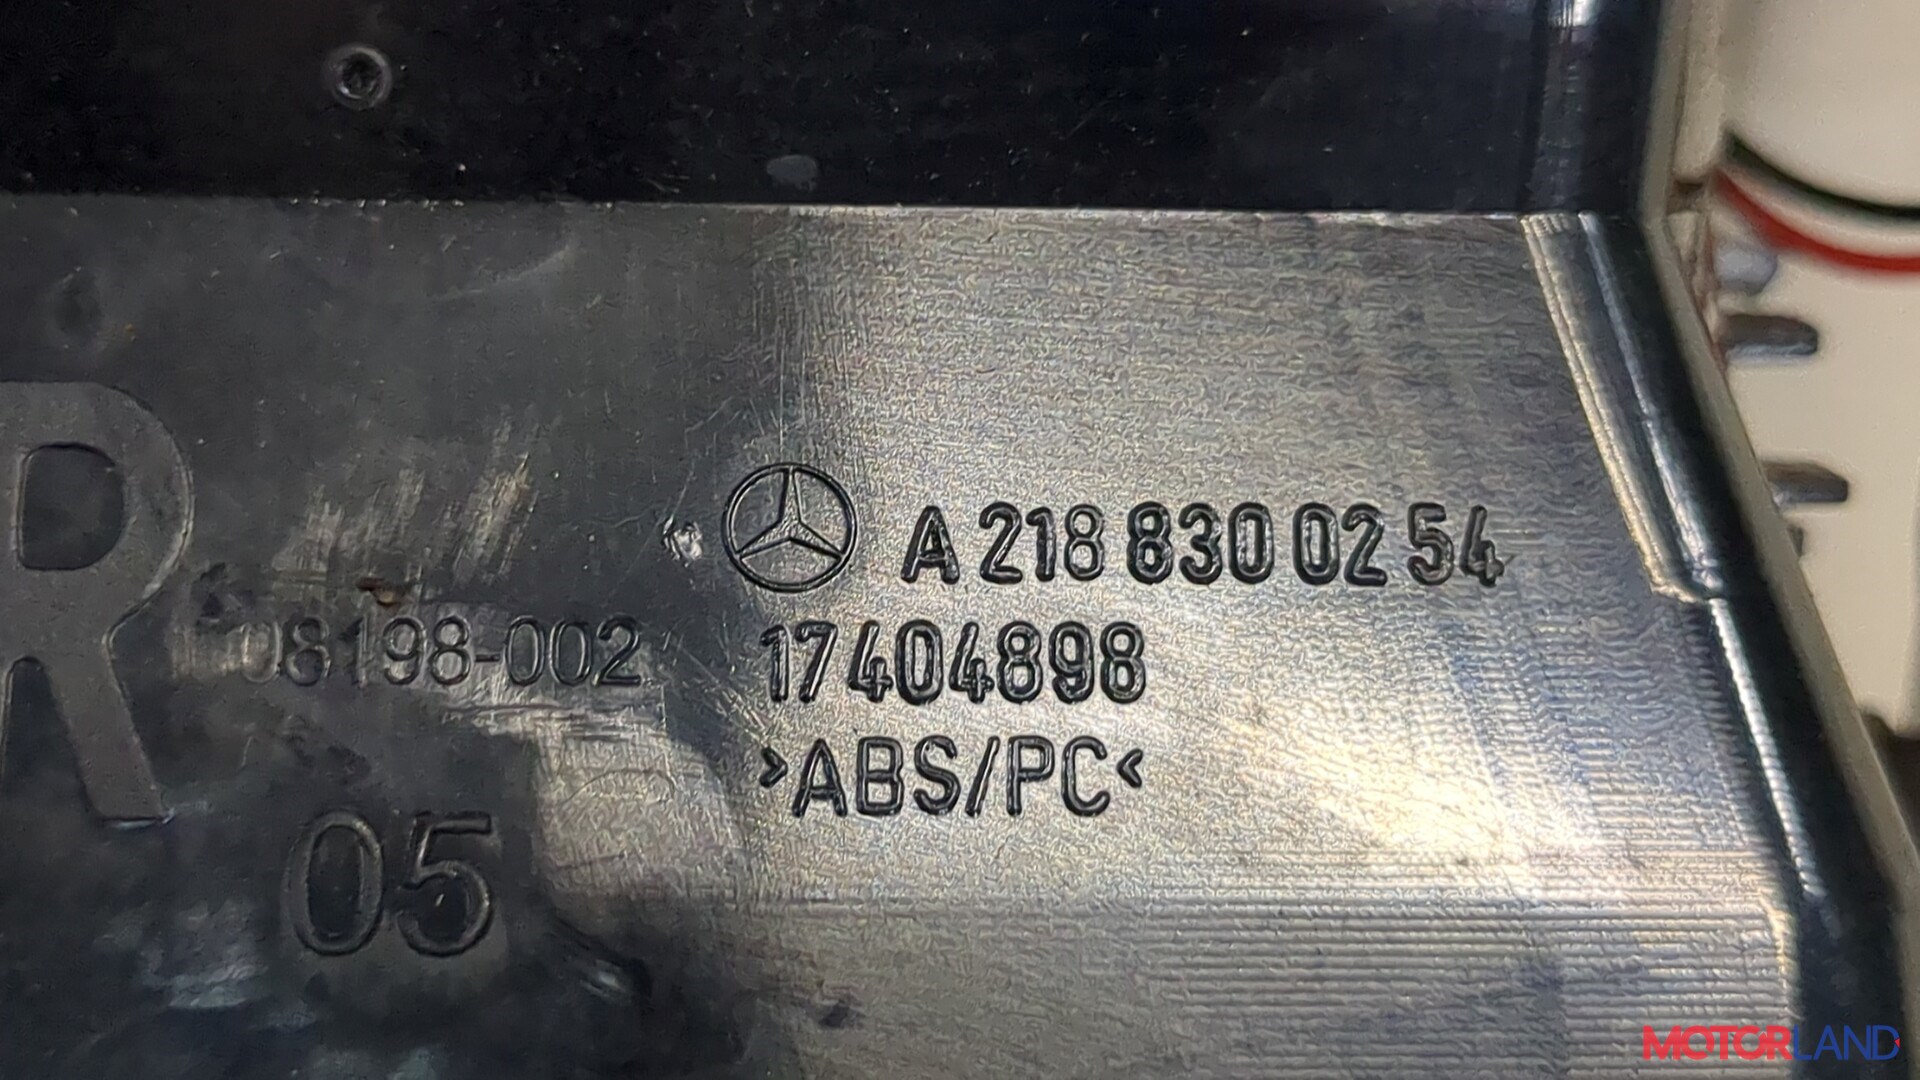 R
A 218 830 02 54
08198-002
17404898
>ABS/PC<
05
MOTORLAND